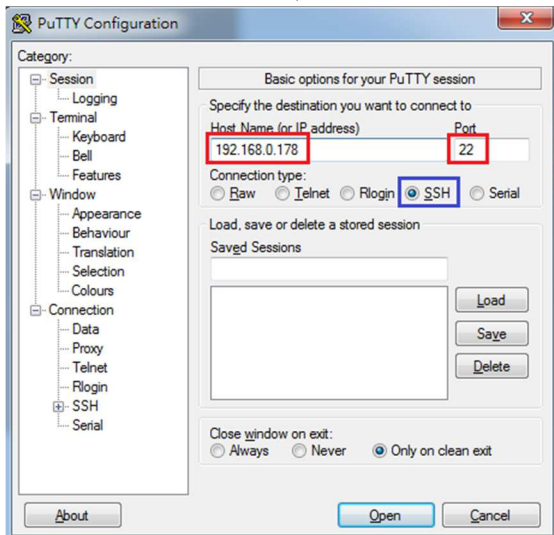 PuTTY Configuration
Category:
Session
Logging
Terminal
Keyboard
Bell
Features
Window
Appearance
Behaviour
Translation
Selection
Colours
Connection
Data
Proxy
Telnet
Rlogin
SSH
Serial
Basic options for your PuTTY session
Specify the destination you want to connect to
Host Name (or IP address) Port
192.168.0.178 22
Connection type:
Raw Telnet Rlogin SSH Serial
Load, save or delete a stored session
Saved Sessions
Load
Save
Delete
Close window on exit:
Always Never Only on clean exit
About Open Cancel